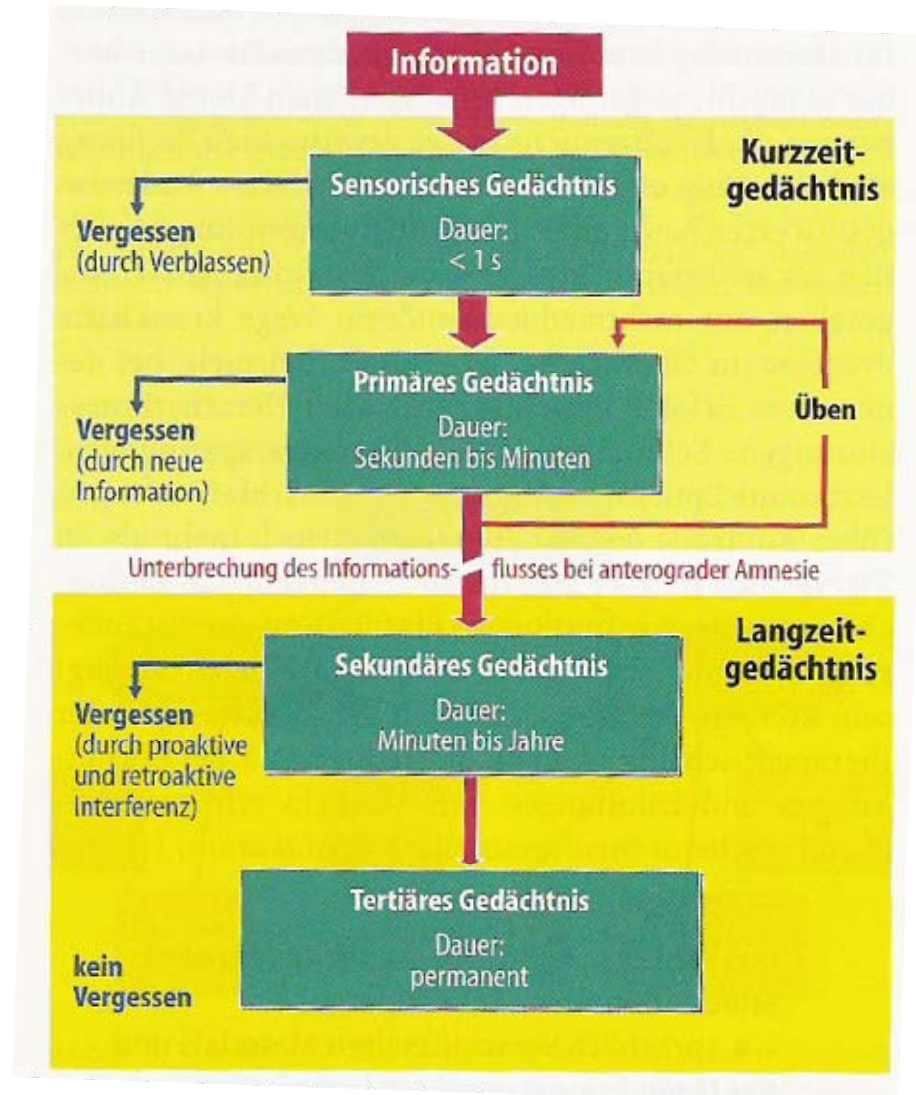 Information
Kurzzeit-
gedächtnis
Sensorisches Gedächtnis
Dauer:
< 1 s
Vergessen
(durch Verblassen)
Primäres Gedächtnis
Dauer:
Sekunden bis Minuten
Üben
Vergessen
(durch neue
Information)
Unterbrechung des Informations- flusses bei anterograder Amnesie
Langzeit-
gedächtnis
Sekundäres Gedächtnis
Dauer:
Minuten bis Jahre
Vergessen
(durch proaktive
und retroaktive
Interferenz)
Tertiäres Gedächtnis
Dauer:
permanent
kein
Vergessen